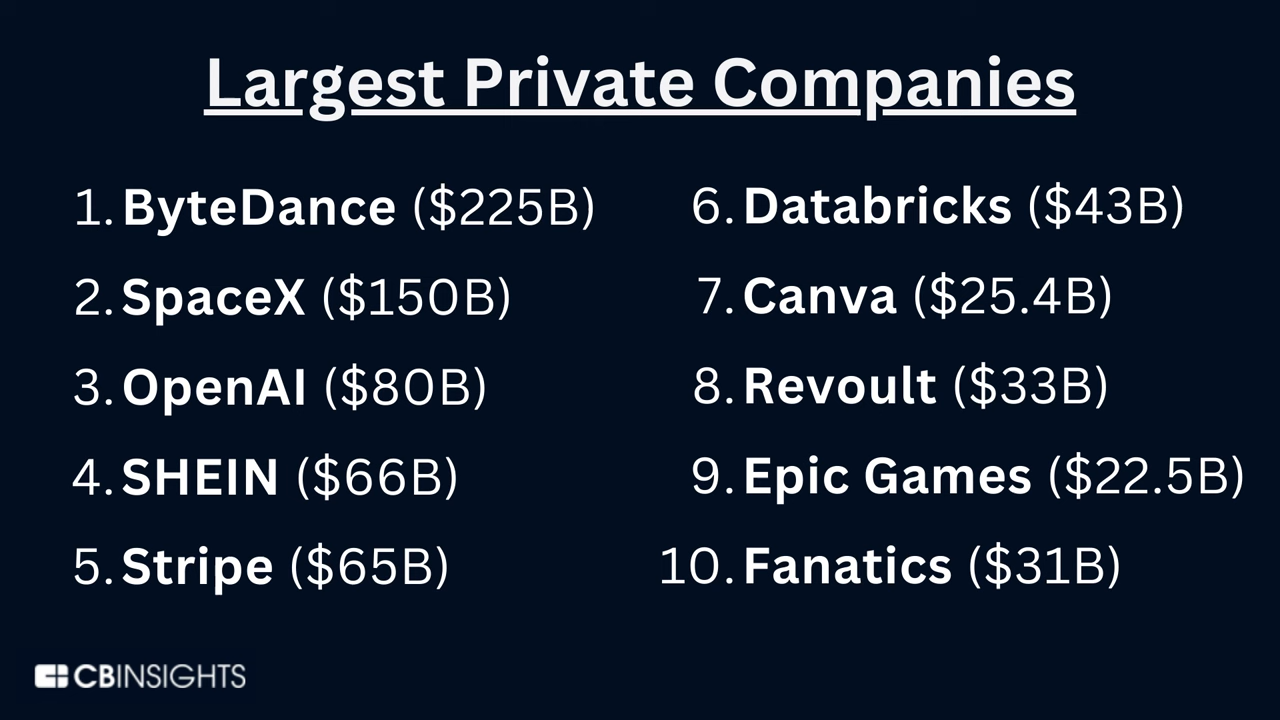 Largest Private Companies
1. ByteDance ($225B)
2. SpaceX ($150B)
3. OpenAI ($80B)
4. SHEIN ($66B)
5. Stripe ($65B)
6. Databricks ($43B)
7. Canva ($25.4B)
8. Revoult ($33B)
9. Epic Games ($22.5B)
10. Fanatics ($31B)
CBINSIGHTS